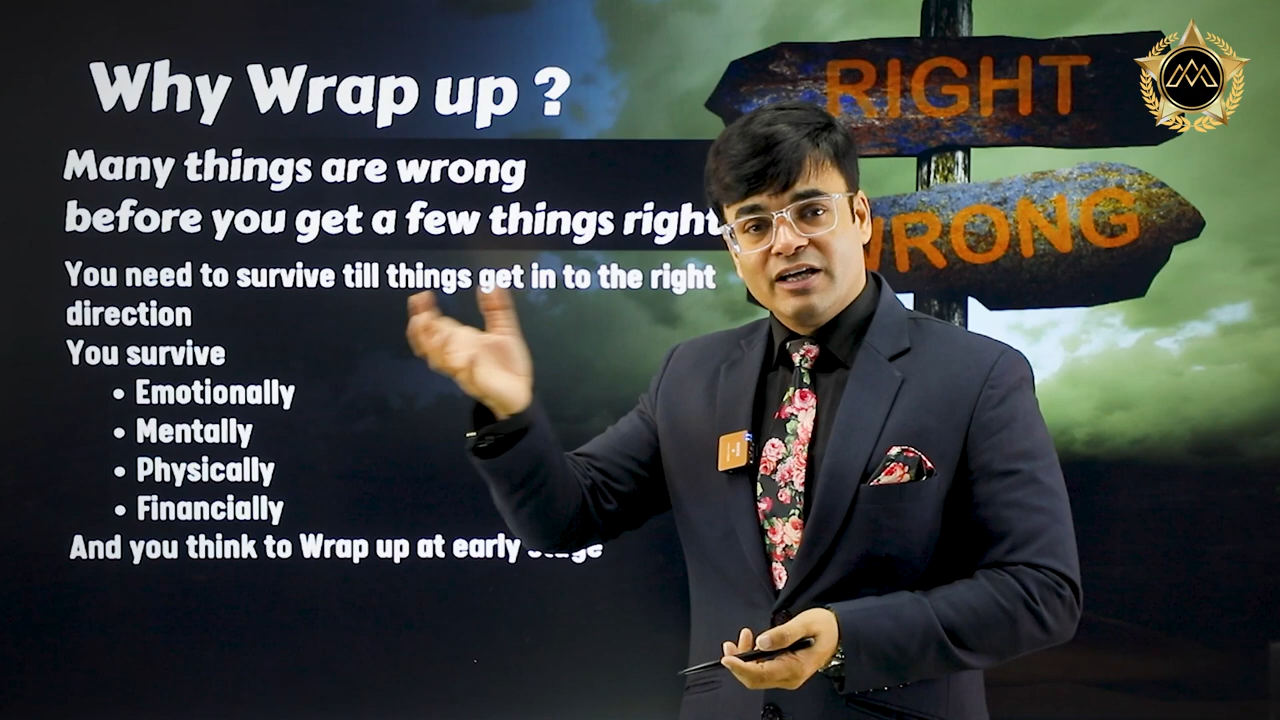 Why Wrap up ?
RIGHT
Many things are wrong
before you get a few things right
WRONG
You need to survive till things get in to the right
direction
You survive
• Emotionally
• Mentally
• Physically
• Financially
And you think to Wrap up at early stage